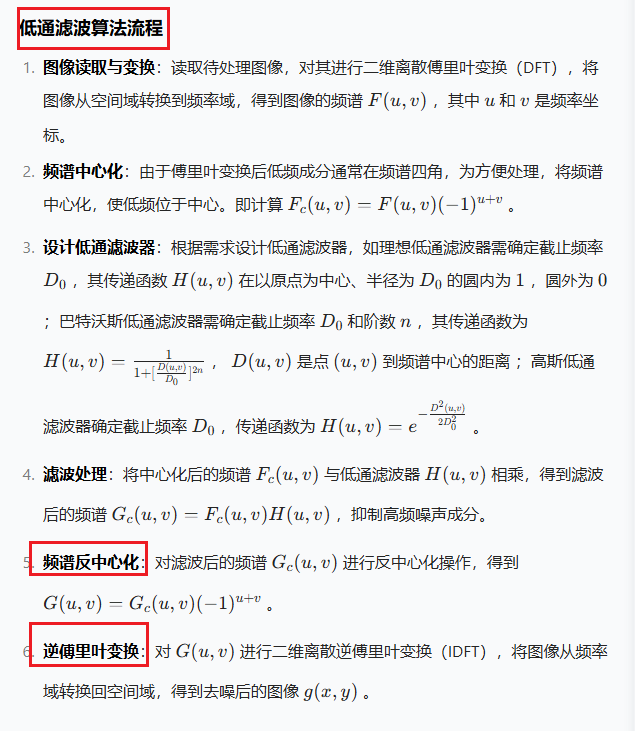 低通滤波算法流程
1. 图像读取与变换：读取待处理图像，对其进行二维离散傅里叶变换（DFT），将
图像从空间域转换到频率域，得到图像的频谱 F(u, v) ，其中 u 和 v 是频率坐
标。
2. 频谱中心化：由于傅里叶变换后低频成分通常在频谱四角，为方便处理，将频谱
中心化，使低频位于中心。即计算 F_c(u, v) = F(u, v)(−1)^{u+v} 。
3. 设计低通滤波器：根据需求设计低通滤波器，如理想低通滤波器需确定截止频率
D_0 ，其传递函数 H(u, v) 在以原点为中心、半径为 D_0 的圆内为 1 ，圆外为 0
；巴特沃斯低通滤波器需确定截止频率 D_0 和阶数 n ，其传递函数为
H(u, v) = \frac{1}{1+[\frac{D(u,v)}{D_0}]^{2n}} ， D(u, v) 是点 (u, v) 到频谱中心的距离 ；高斯低通
滤波器确定截止频率 D_0 ，传递函数为 H(u, v) = e^{-\frac{D^2(u,v)}{2D_0^2}} 。
4. 滤波处理：将中心化后的频谱 F_c(u, v) 与低通滤波器 H(u, v) 相乘，得到滤波
后的频谱 G_c(u, v) = F_c(u, v)H(u, v) ，抑制高频噪声成分。
5. 频谱反中心化：对滤波后的频谱 G_c(u, v) 进行反中心化操作，得到
G(u, v) = G_c(u, v)(−1)^{u+v} 。
6. 逆傅里叶变换：对 G(u, v) 进行二维离散逆傅里叶变换（IDFT），将图像从频率
域转换回空间域，得到去噪后的图像 g(x, y) 。